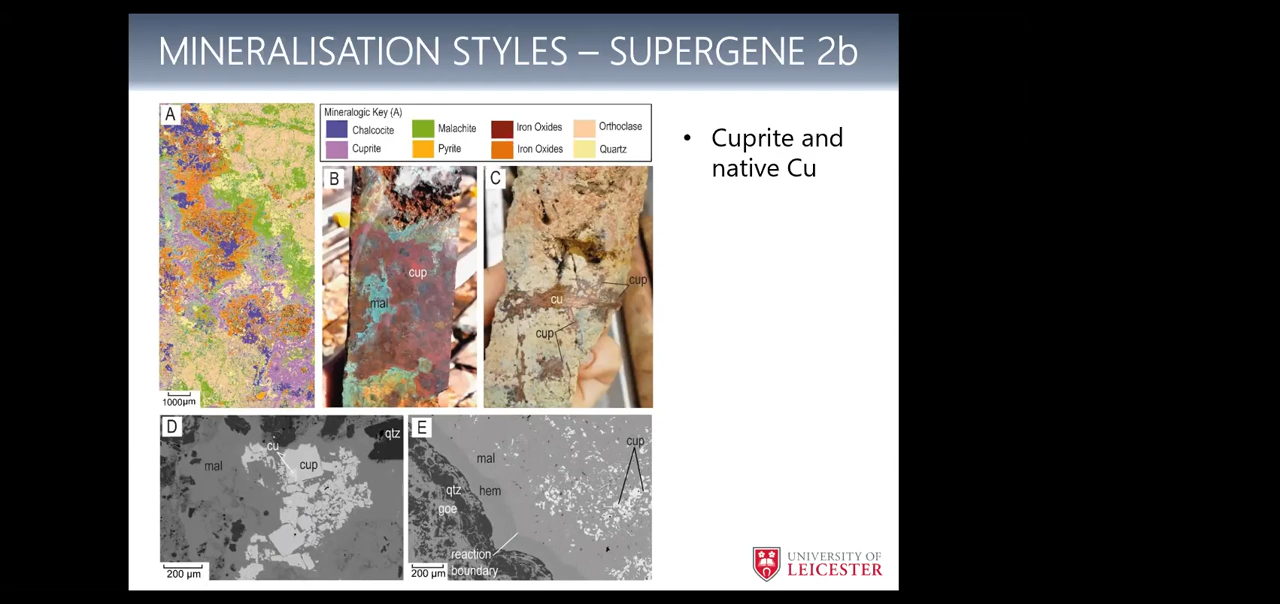 MINERALISATION STYLES – SUPERGENE 2b
A
Mineralogic Key (A)
Chalcocite
Malachite
Iron Oxides
Orthoclase
Cuprite
Pyrite
Iron Oxides
Quartz
1000µm
B
cup
mal
C
cup
cu
cup
• Cuprite and
native Cu
D
cu
qtz
mal
cup
200 µm
E
cup
mal
qtz
hem
goe
reaction
boundary
200 µm
UNIVERSITY OF
LEICESTER